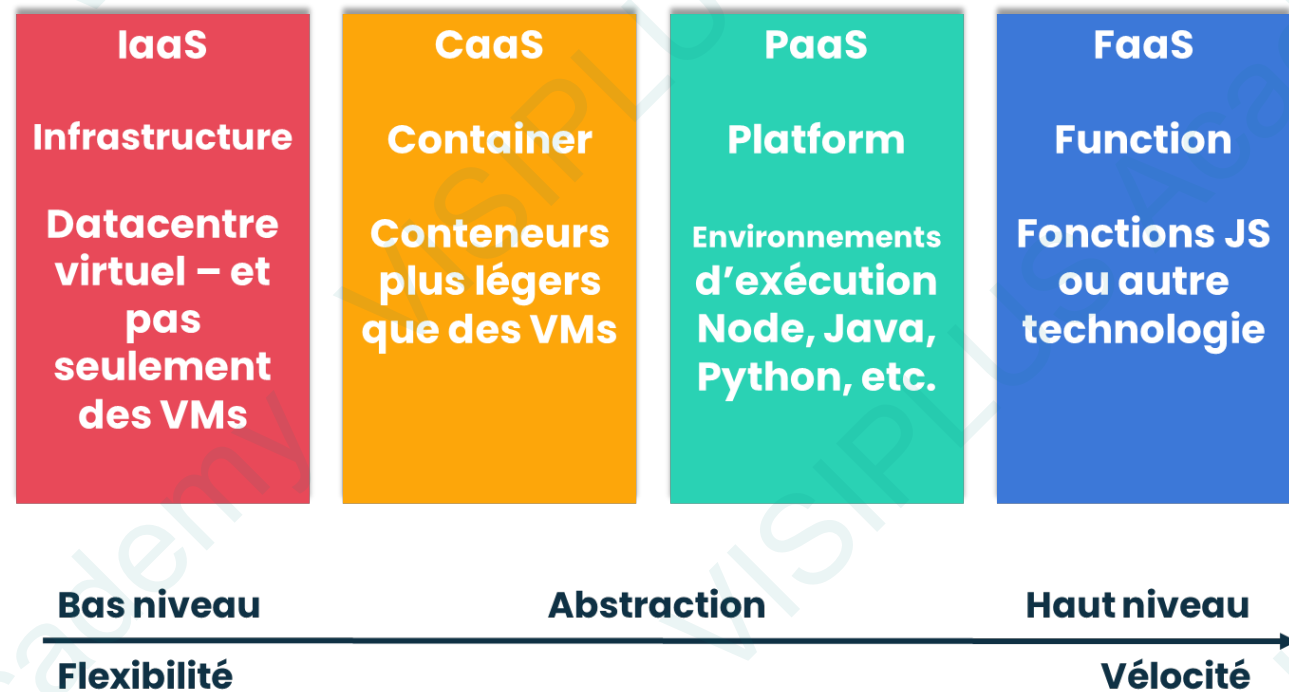 IaaS
Infrastructure
Datacentre
virtuel – et
pas
seulement
des VMs
CaaS
Container
Conteneurs
plus légers
que des VMs
PaaS
Platform
Environnements
d’exécution
Node, Java,
Python, etc.
FaaS
Function
Fonctions JS
ou autre
technologie
Bas niveau
Abstraction
Haut niveau
Flexibilité
Vélocité
VISIPLUS Academy